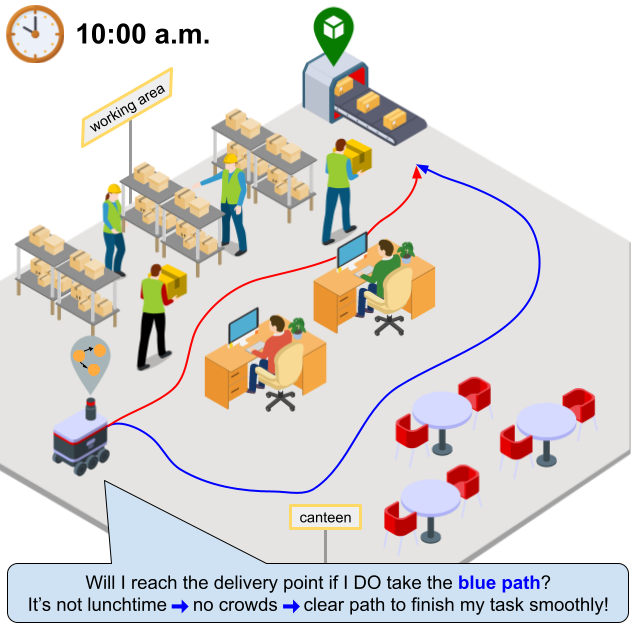 10:00 a.m.
working area
canteen
Will I reach the delivery point if I DO take the blue path?
It's not lunchtime ➡ no crowds ➡ clear path to finish my task smoothly!